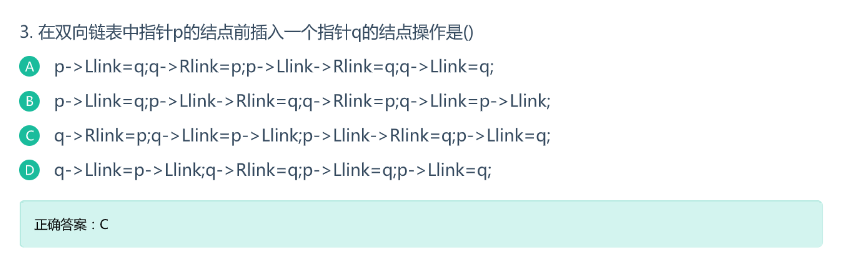 3. 在双向链表中指针p的结点前插入一个指针q的结点操作是()
A p->Llink=q;q->Rlink=p;p->Llink->Rlink=q;q->Llink=q;
B p->Llink=q;p->Llink->Rlink=q;q->Rlink=p;q->Llink=p->Llink;
C q->Rlink=p;q->Llink=p->Llink;p->Llink->Rlink=q;p->Llink=q;
D q->Llink=p->Llink;q->Rlink=q;p->Llink=q;p->Llink=q;
正确答案：C